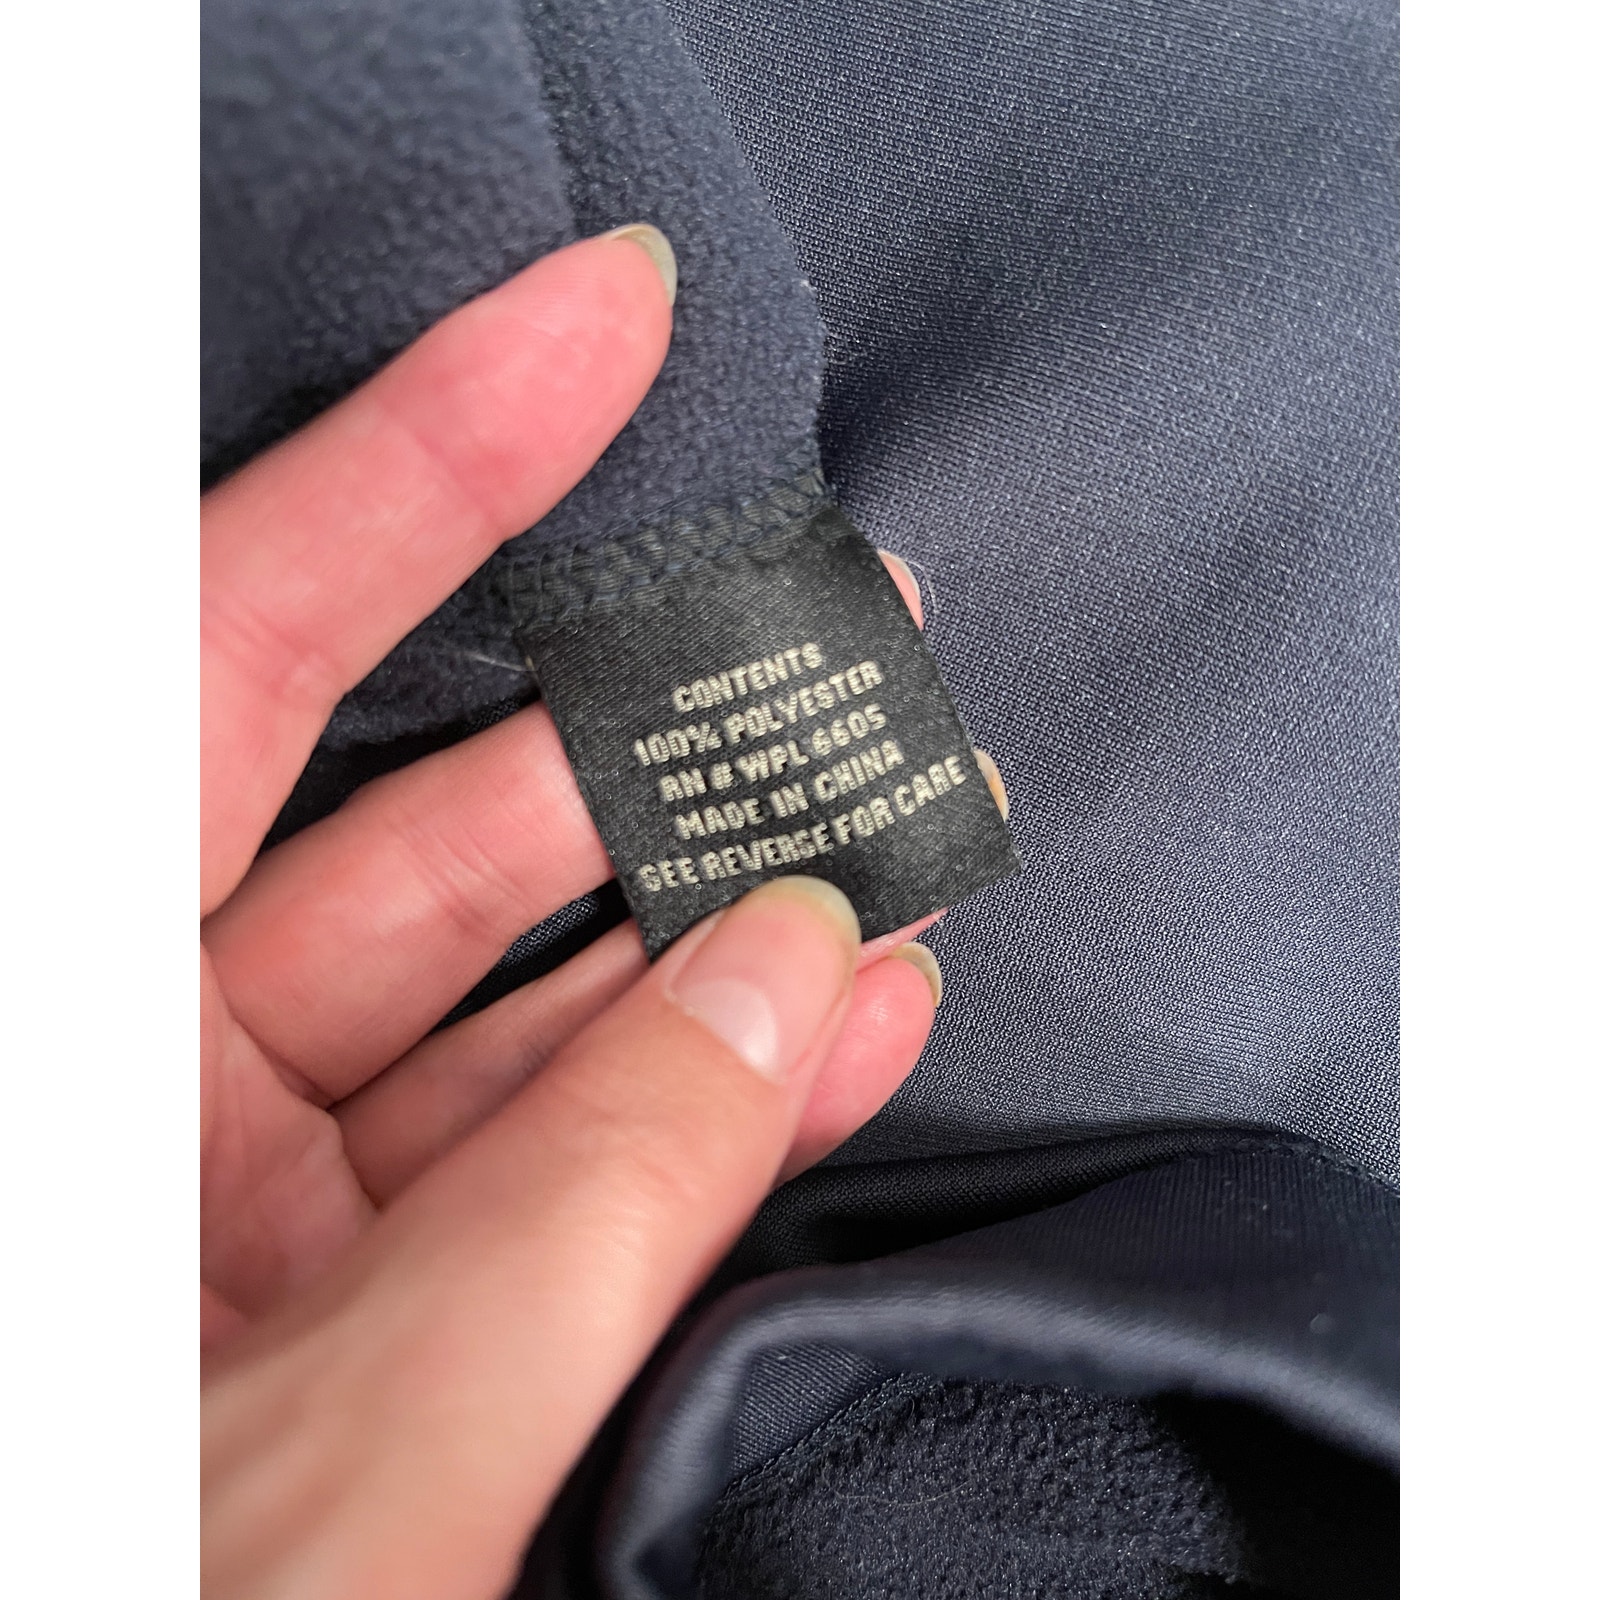 CONTENTS
100% POLYESTER
RN # WPL 6605
MADE IN CHINA
SEE REVERSE FOR CARE